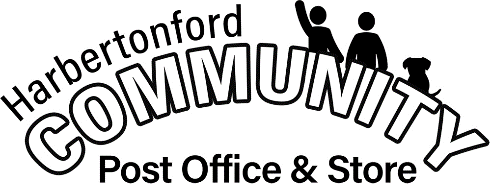 Harbertonford
COMMUNITY
Post Office & Store